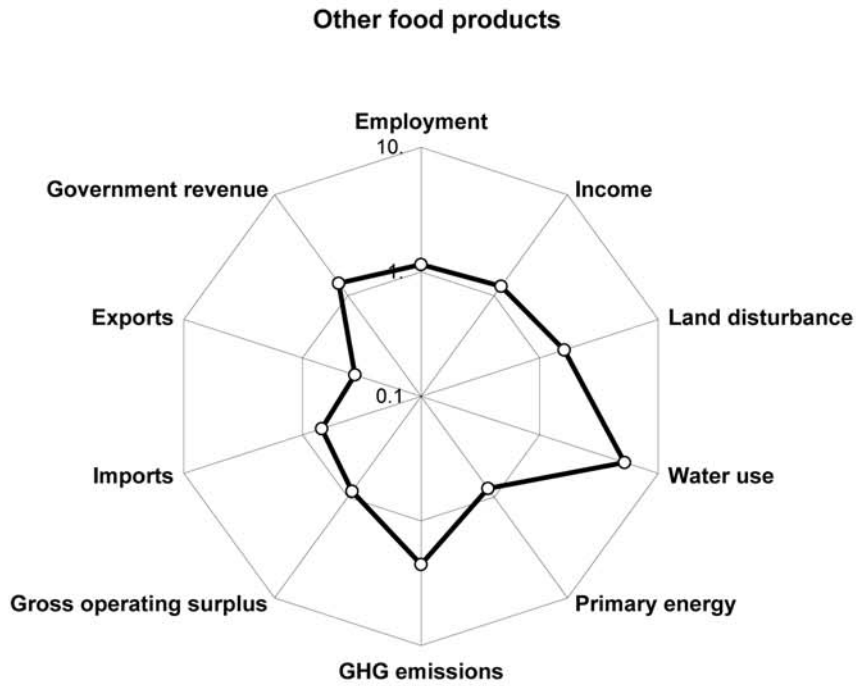 Other food products
Employment
10.
Government revenue
Income
1.
Exports
Land disturbance
0.1
Imports
Water use
Gross operating surplus
Primary energy
GHG emissions